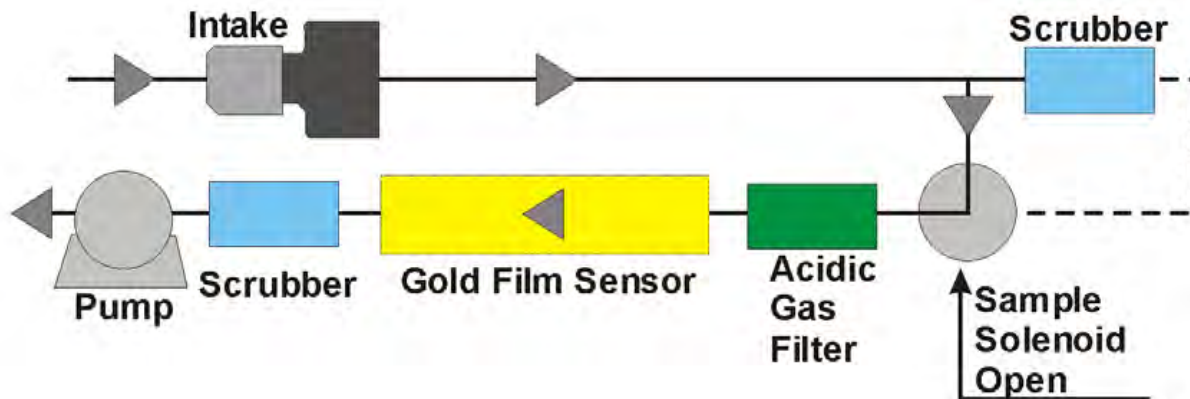 Intake
Scrubber
Pump
Scrubber
Gold Film Sensor
Acidic
Gas
Filter
Sample
Solenoid
Open